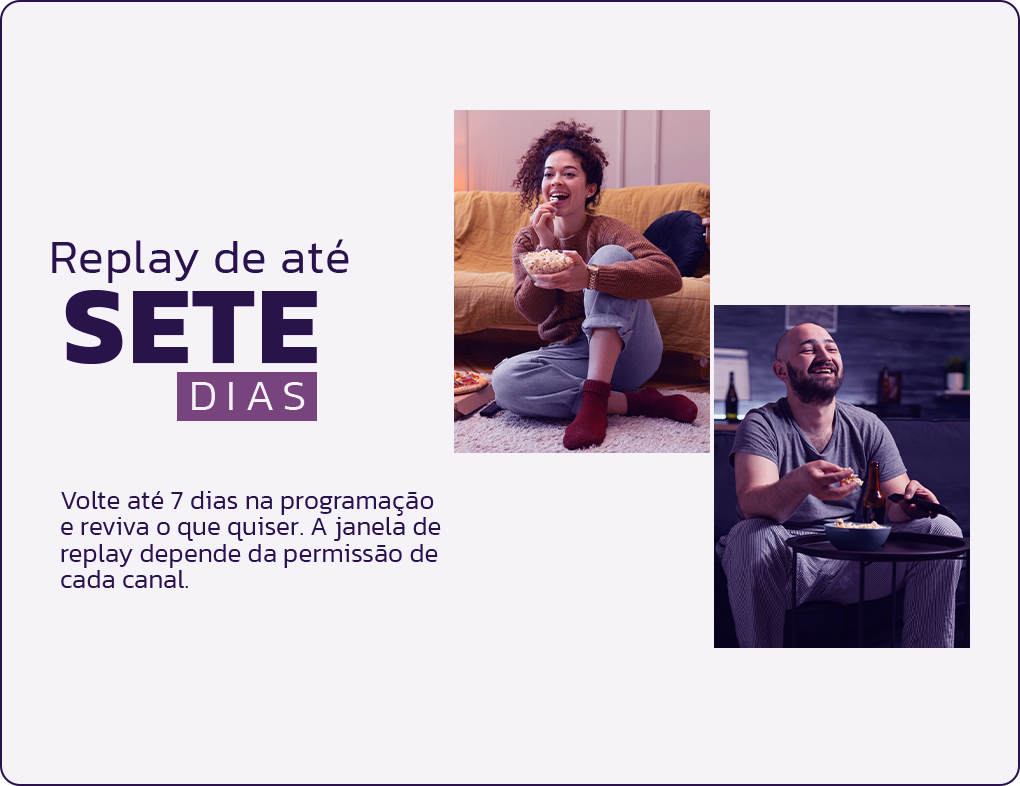 Replay de até
SETE
DIAS
Volte até 7 dias na programação
e reviva o que quiser. A janela de
replay depende da permissão de
cada canal.